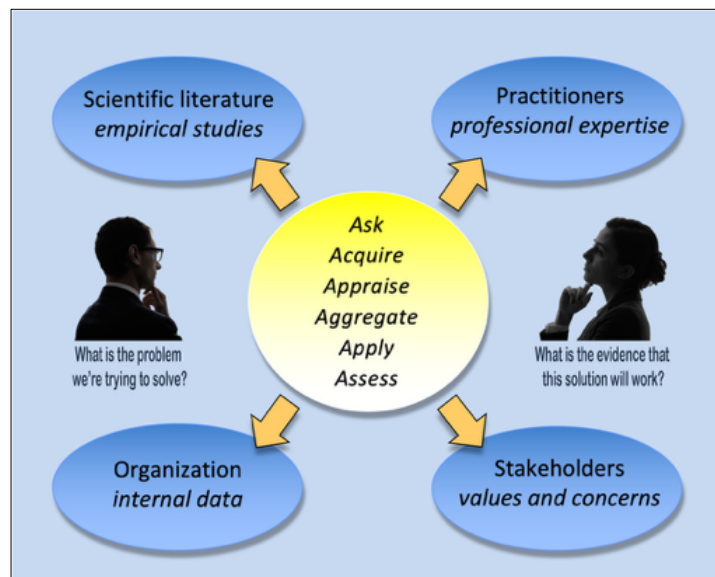 Scientific literature
empirical studies
Practitioners
professional expertise
Ask
Acquire
Appraise
Aggregate
Apply
Assess
What is the problem
we're trying to solve?
What is the evidence that
this solution will work?
Organization
internal data
Stakeholders
values and concerns